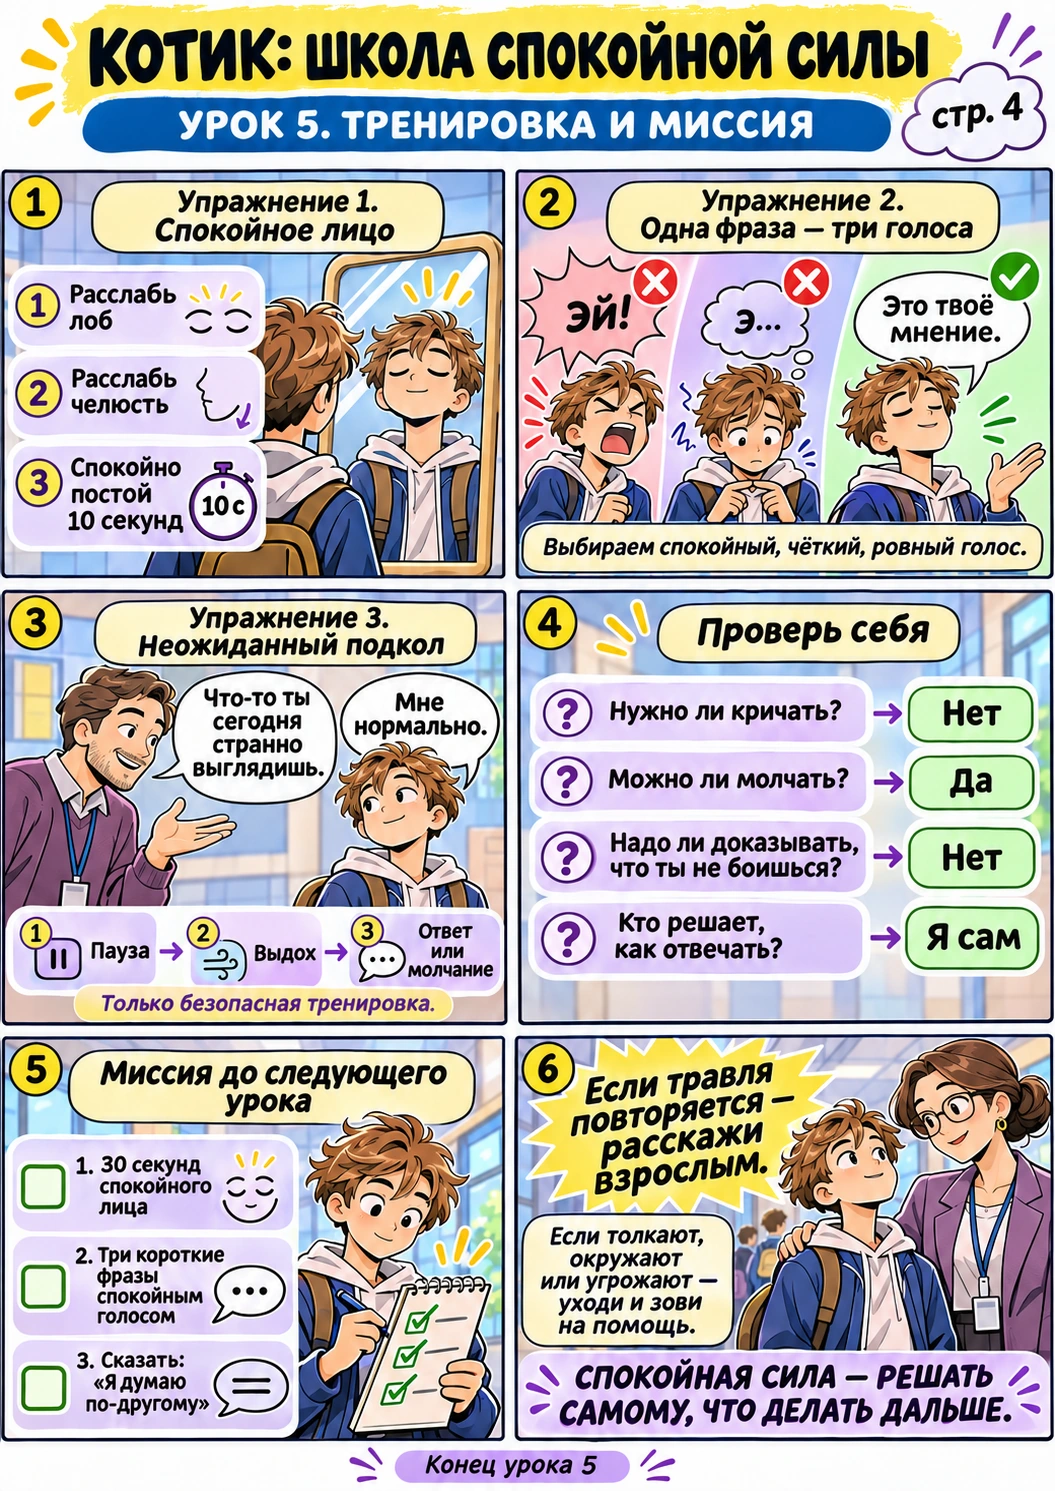 КОТИК: ШКОЛА СПОКОЙНОЙ СИЛЫ
УРОК 5. ТРЕНИРОВКА И МИССИЯ
стр. 4
1
Упражнение 1.
Спокойное лицо
1
Расслабь
лоб
2
Расслабь
челюсть
3
Спокойно
постой
10 секунд
10 с
2
Упражнение 2.
Одна фраза — три голоса
Эй!
Э...
Это твоё
мнение.
Выбираем спокойный, чёткий, ровный голос.
3
Упражнение 3.
Неожиданный подкол
Что-то ты
сегодня
странно
выглядишь.
Мне
нормально.
1
Пауза
2
Выдох
3
Ответ
или
молчание
Только безопасная тренировка.
4
Проверь себя
?
Нужно ли кричать?
Нет
?
Можно ли молчать?
Да
?
Надо ли доказывать,
что ты не боишься?
Нет
?
Кто решает,
как отвечать?
Я сам
5
Миссия до следующего
урока
1. 30 секунд
спокойного
лица
2. Три короткие
фразы
спокойным
голосом
3. Сказать:
«Я думаю
по-другому»
6
Если травля
повторяется —
расскажи
взрослым.
Если толкают,
окружают
или угрожают —
уходи и зови
на помощь.
СПОКОЙНАЯ СИЛА — РЕШАТЬ
САМОМУ, ЧТО ДЕЛАТЬ ДАЛЬШЕ.
Конец урока 5